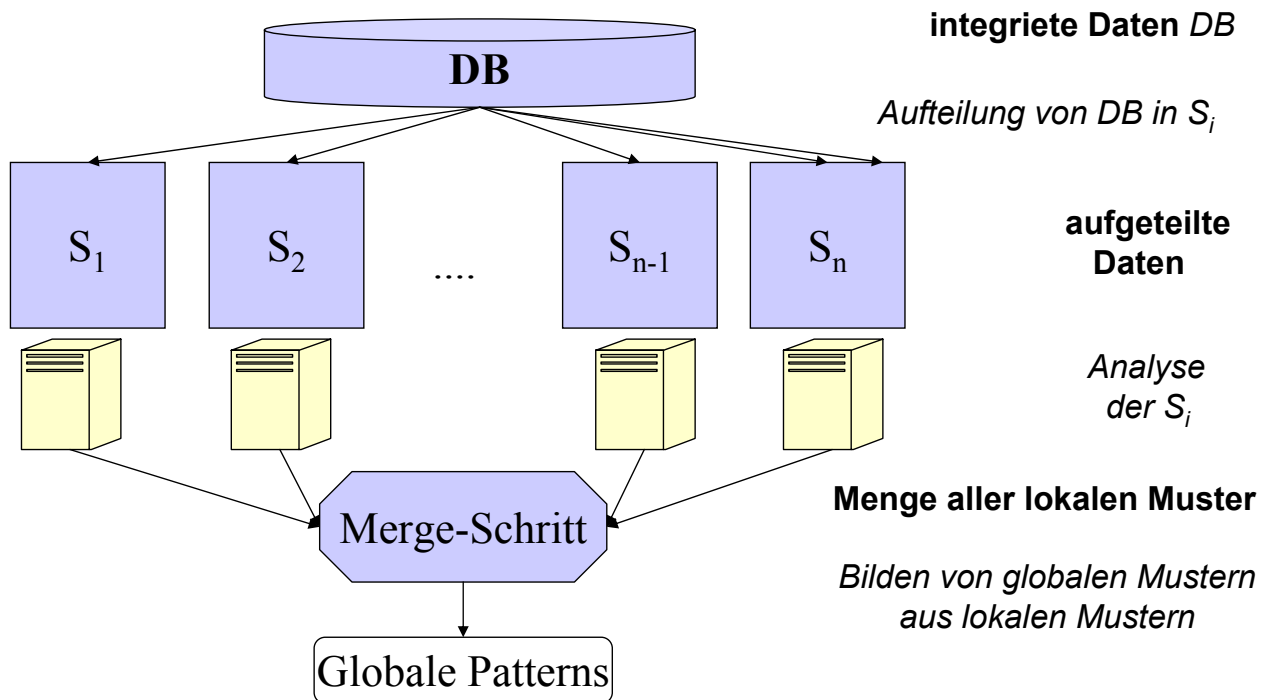 integriete Daten DB
DB
Aufteilung von DB in Sᵢ
S₁
S₂
....
Sₙ₋₁
Sₙ
aufgeteilte
Daten
Analyse
der Sᵢ
Menge aller lokalen Muster
Merge-Schritt
Bilden von globalen Mustern
aus lokalen Mustern
Globale Patterns